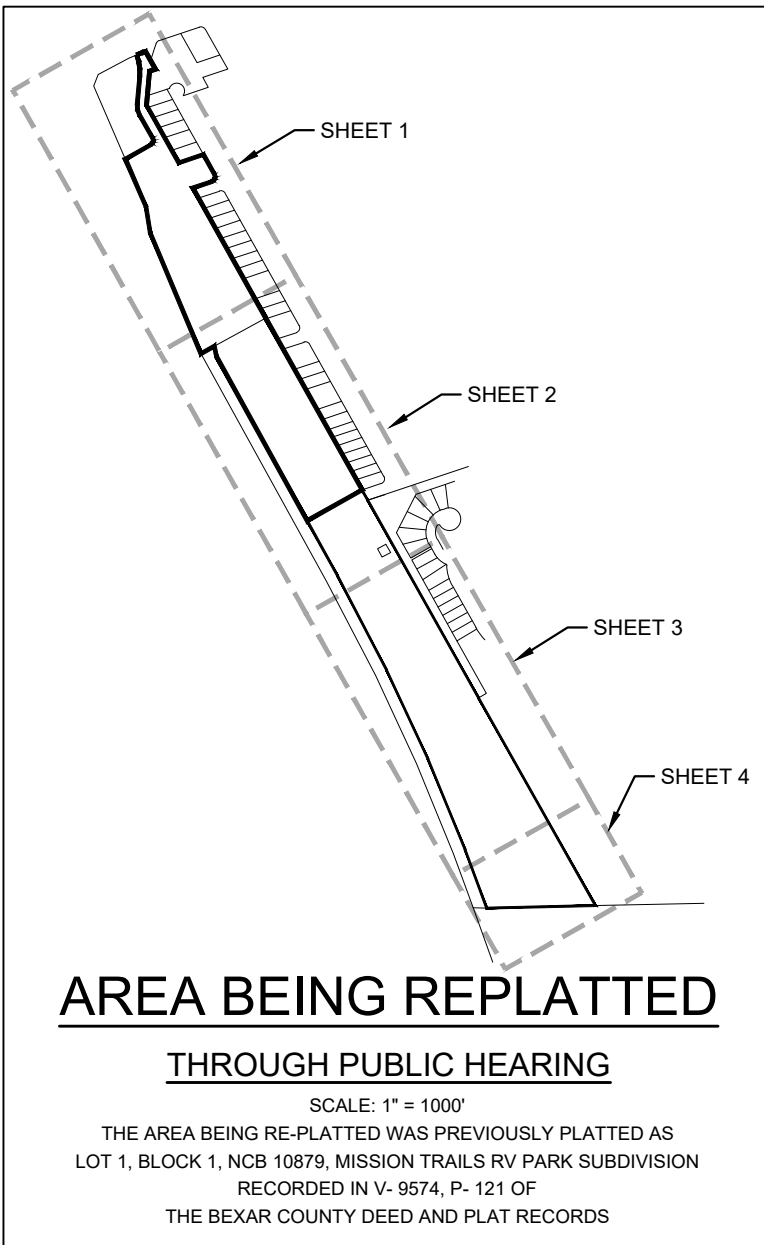 SHEET 1
SHEET 2
SHEET 3
SHEET 4
AREA BEING REPLATTED
THROUGH PUBLIC HEARING
SCALE: 1" = 1000'
THE AREA BEING RE-PLATTED WAS PREVIOUSLY PLATTED AS
LOT 1, BLOCK 1, NCB 10879, MISSION TRAILS RV PARK SUBDIVISION
RECORDED IN V- 9574, P- 121 OF
THE BEXAR COUNTY DEED AND PLAT RECORDS